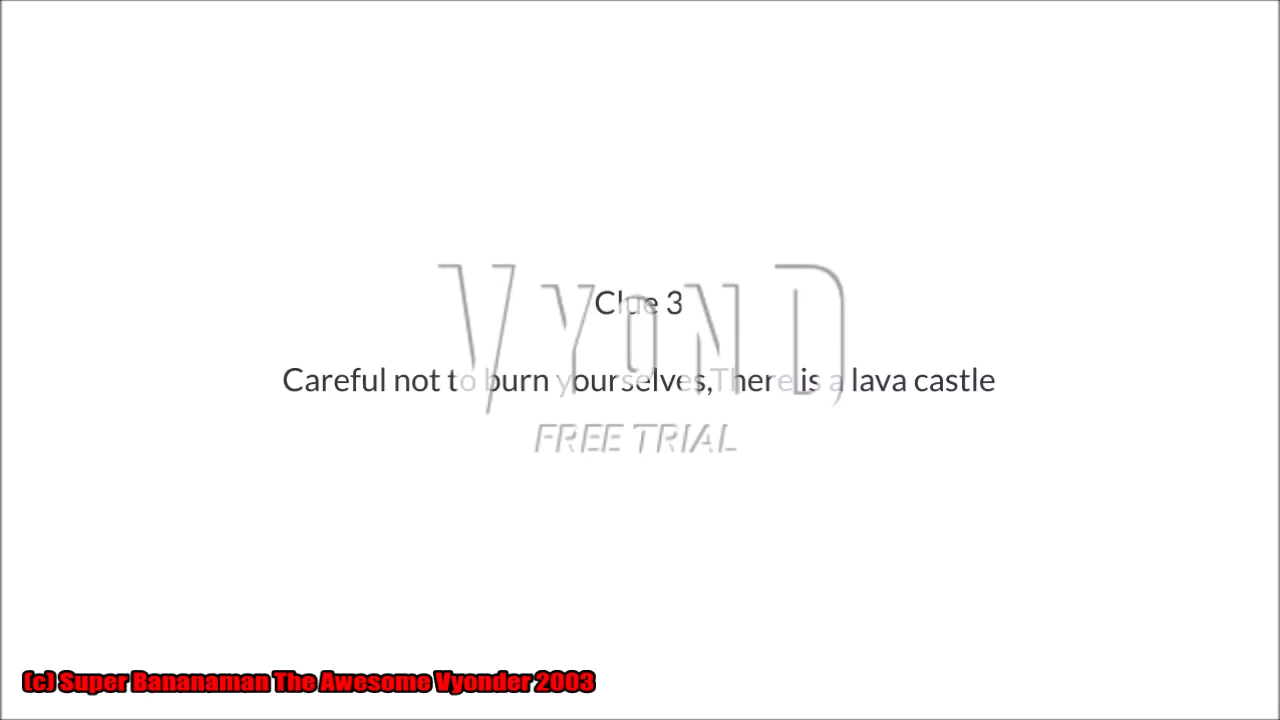 Clue 3
Careful not to burn yourselves,There is a lava castle
VYOND
FREE TRIAL
(c) Super Bananaman The Awesome Vyonder 2003